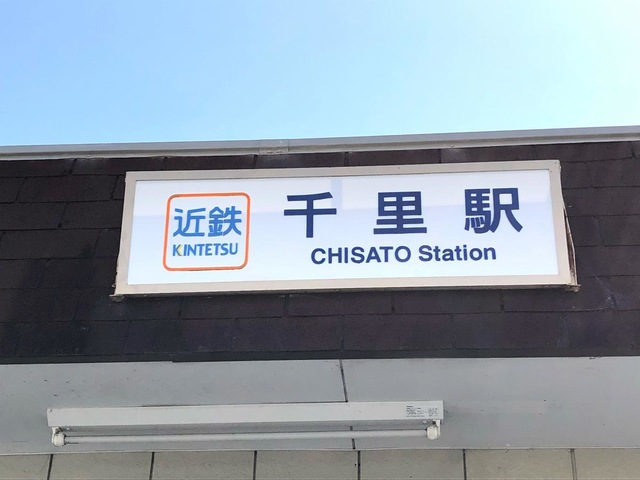 近鉄
KINTETSU
千里駅
CHISATO Station